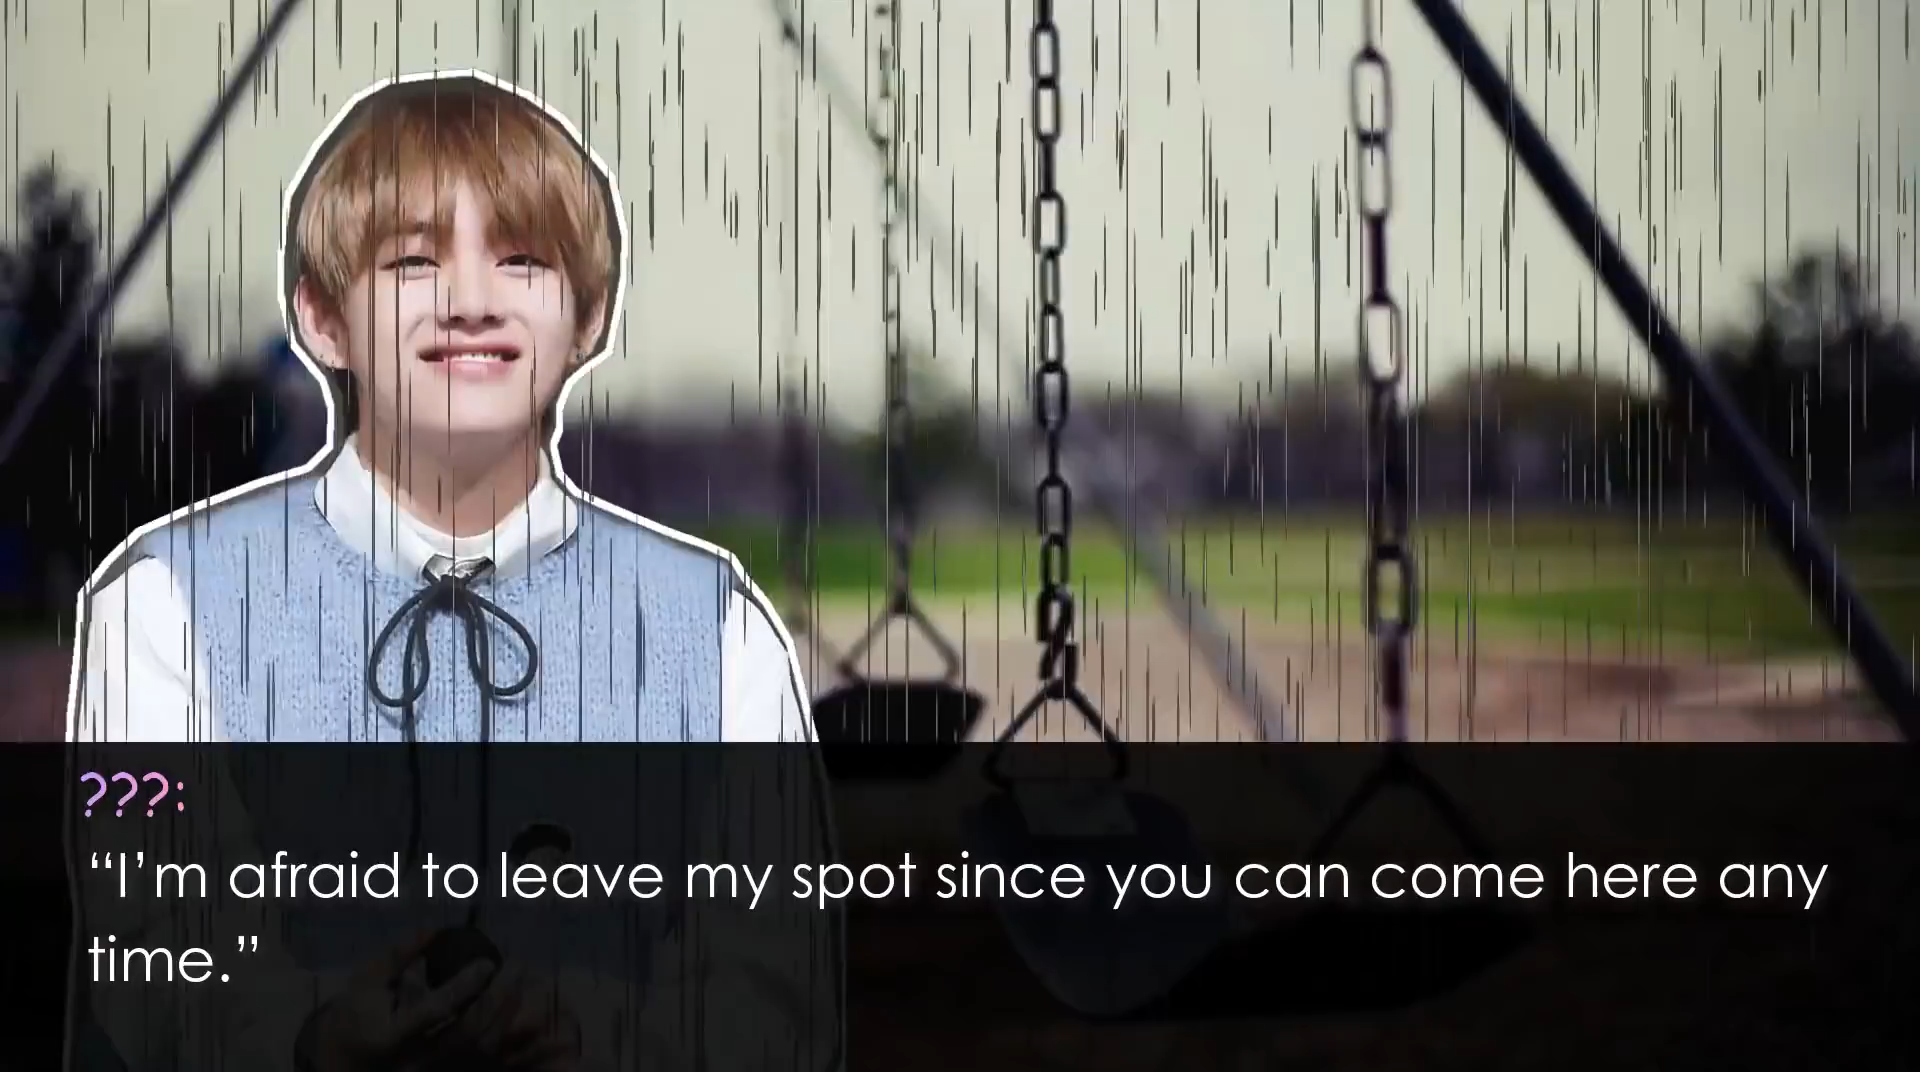 ???:
“I’m afraid to leave my spot since you can come here any
time.”